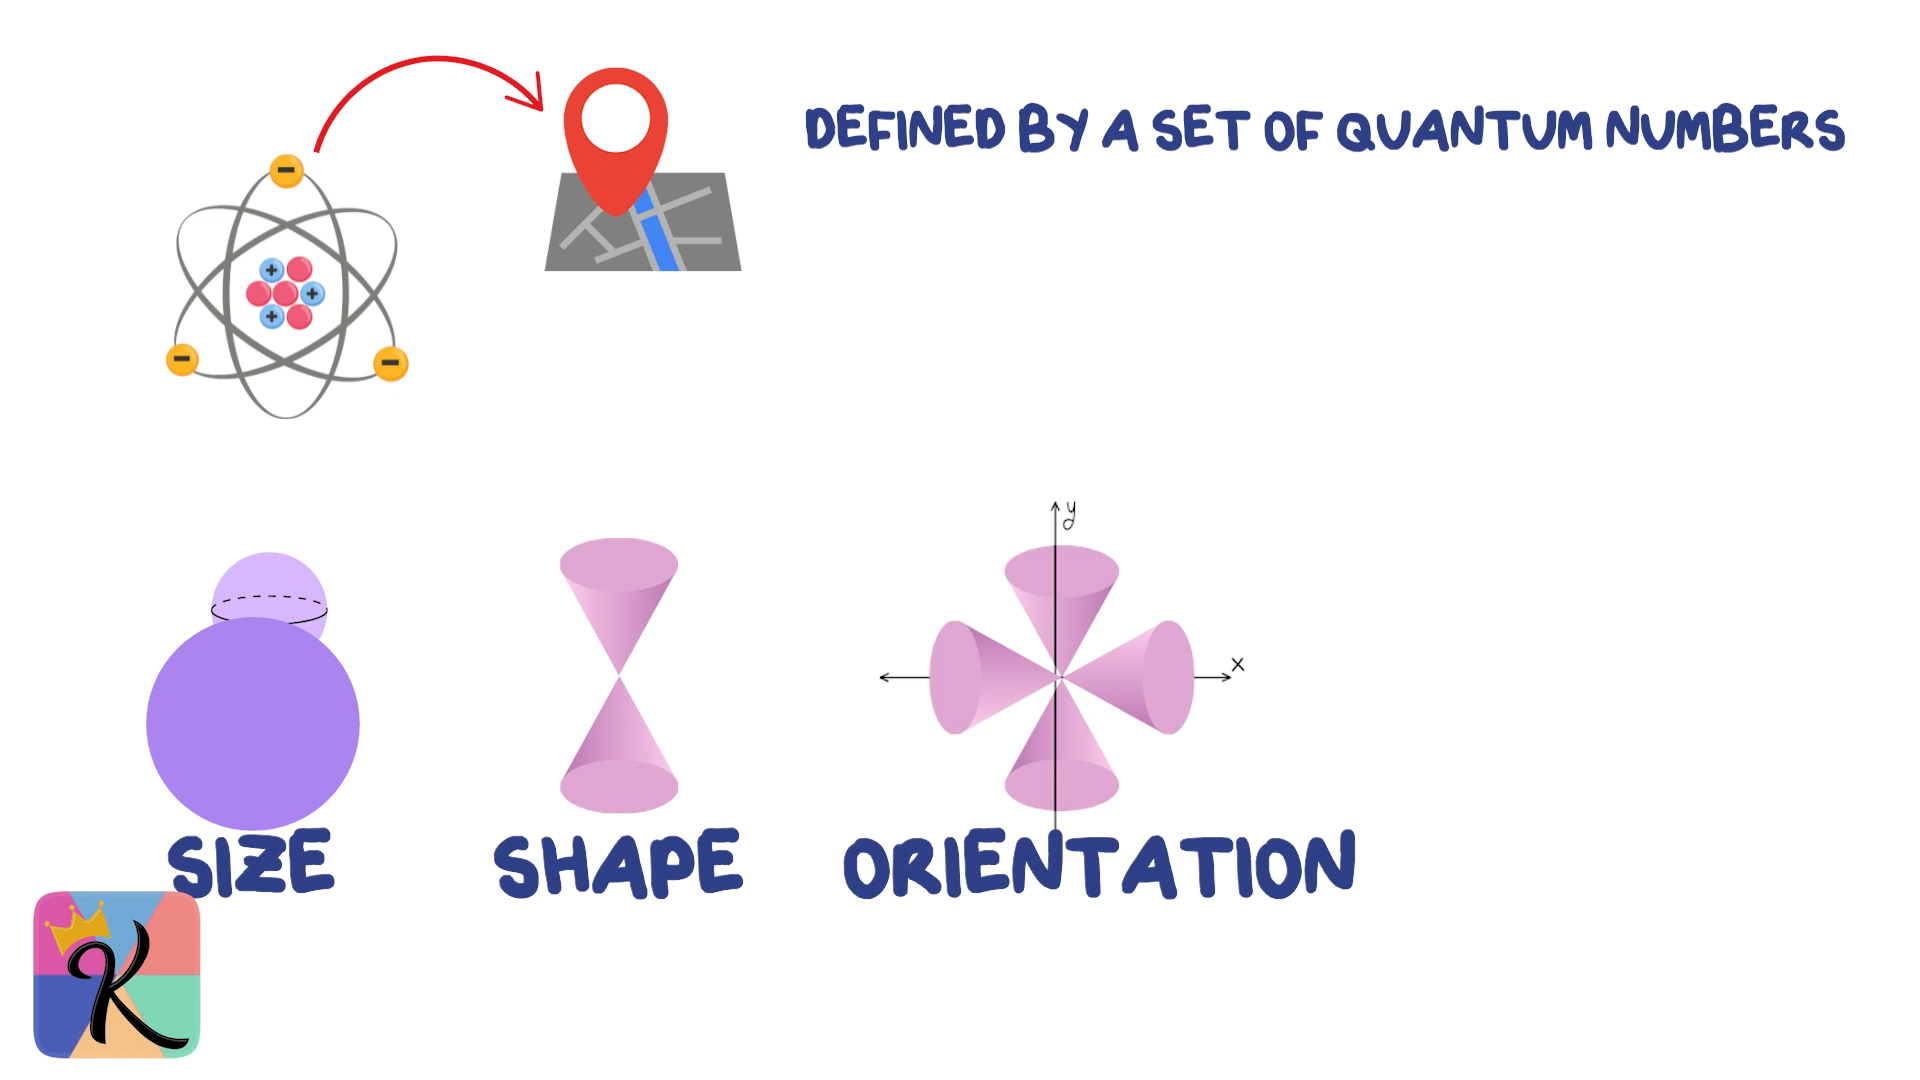 DEFINED BY A SET OF QUANTUM NUMBERS
y
x
SIZE
SHAPE
ORIENTATION
K